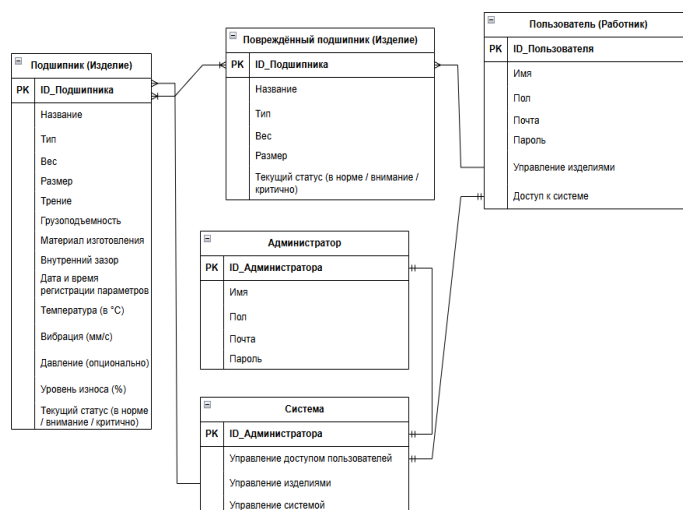 Подшипник (Изделие)
PK ID_Подшипника
Название
Тип
Вес
Размер
Трение
Грузоподъемность
Материал изготовления
Внутренний зазор
Дата и время
регистрации параметров
Температура (в °C)
Вибрация (мм/с)
Давление (опционально)
Уровень износа (%)
Текущий статус (в норме
/ внимание / критично)
Повреждённый подшипник (Изделие)
PK ID_Подшипника
Название
Тип
Вес
Размер
Текущий статус (в норме / внимание /
критично)
Пользователь (Работник)
PK ID_Пользователя
Имя
Пол
Почта
Пароль
Управление изделиями
Доступ к системе
Администратор
PK ID_Администратора
Имя
Пол
Почта
Пароль
Система
PK ID_Администратора
Управление доступом пользователей
Управление изделиями
Управление системой